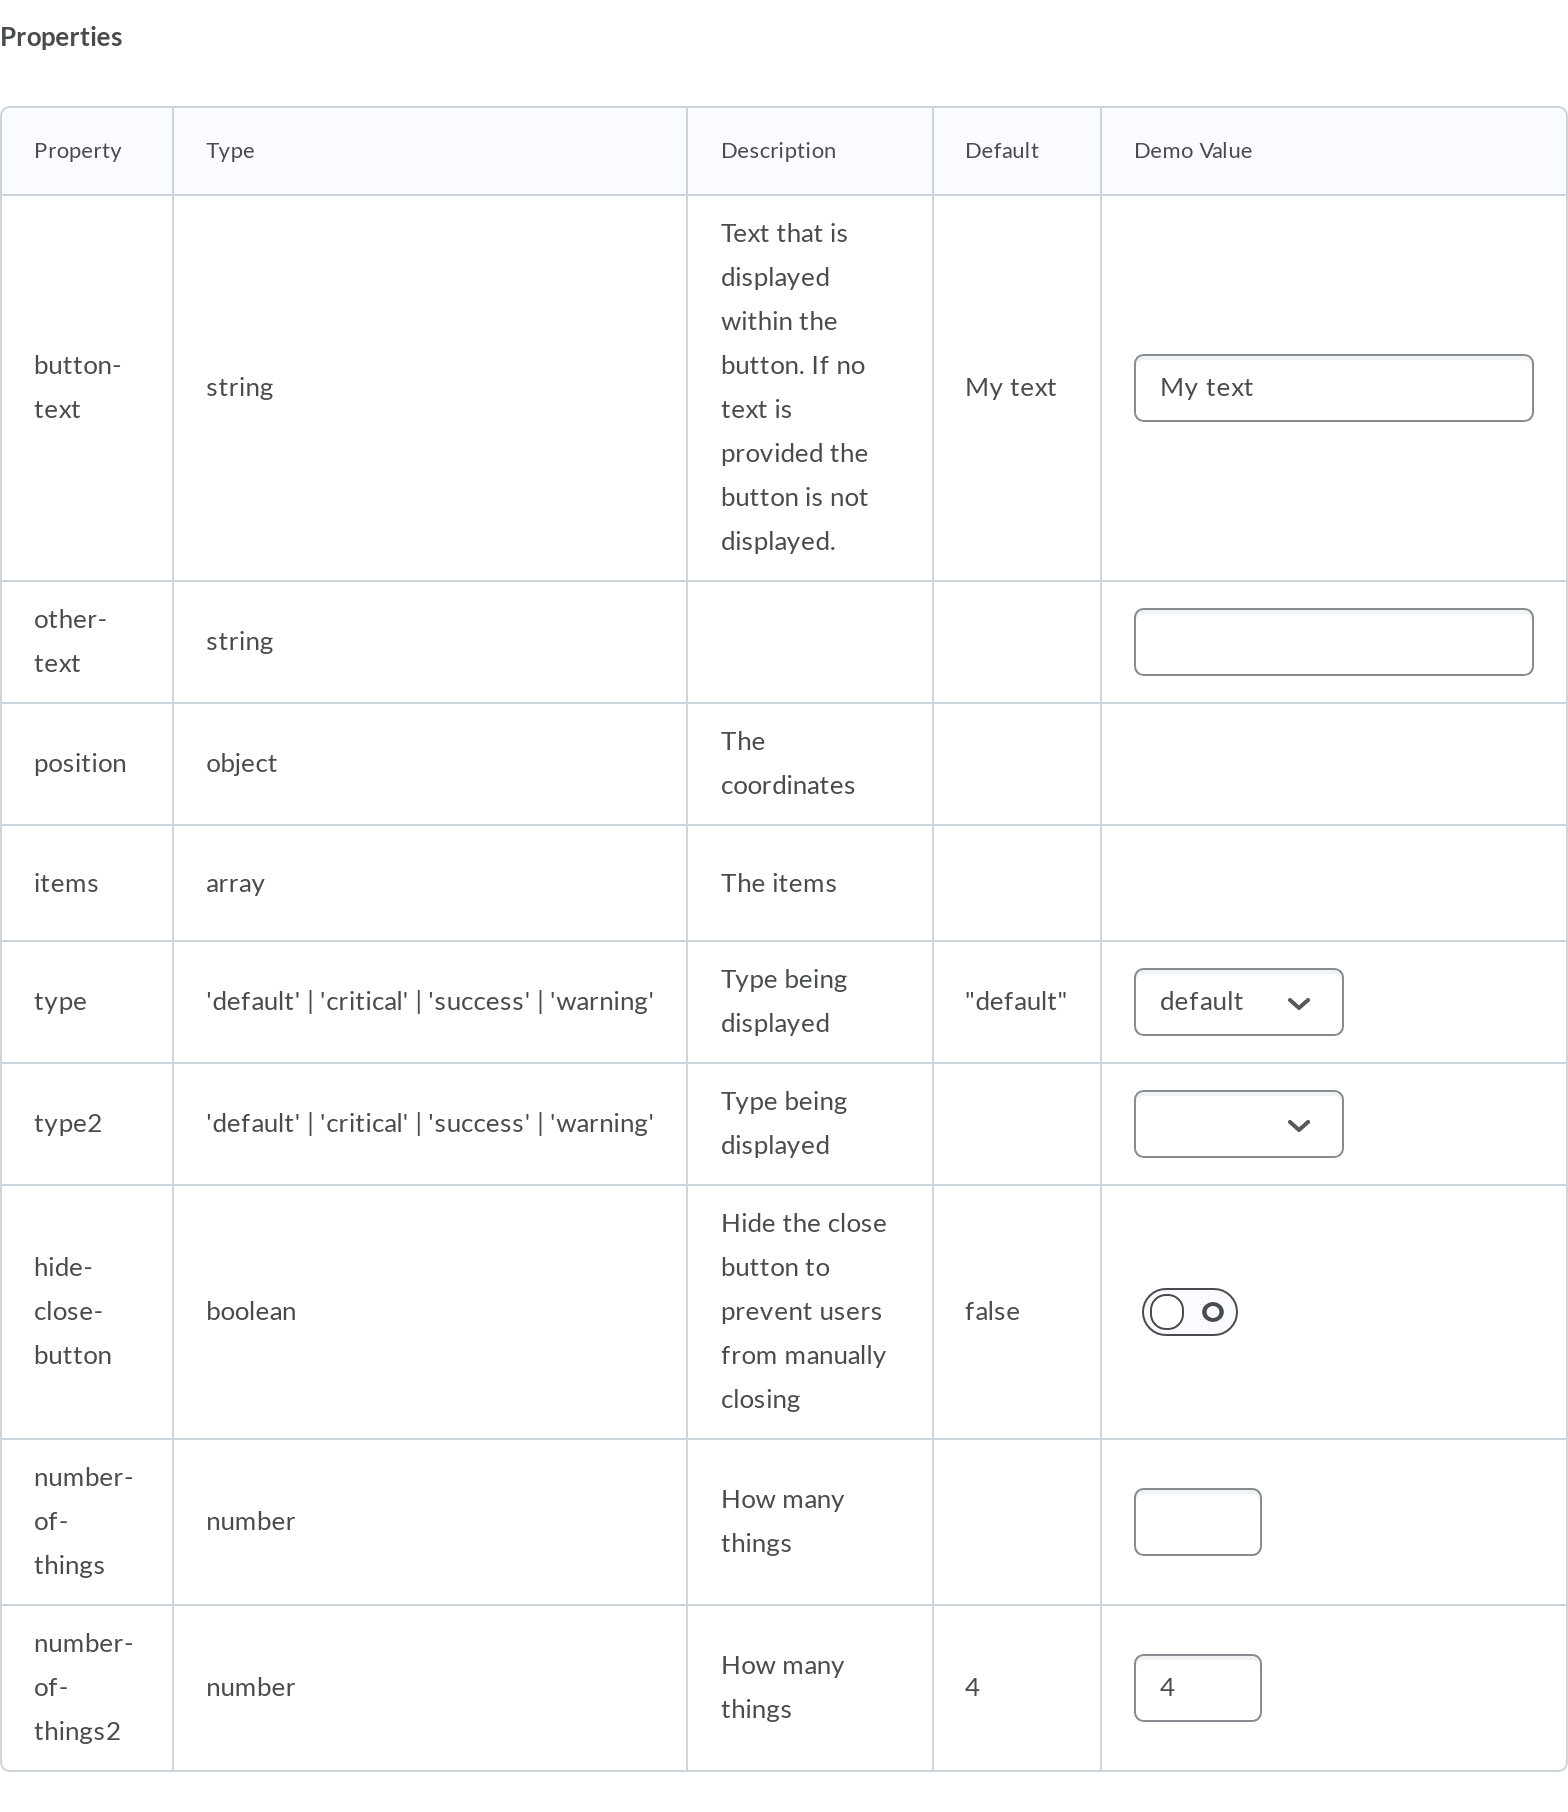 Properties
Property Type Description Default Demo Value
button-
text
string
Text that is
displayed
within the
button. If no
text is
provided the
button is not
displayed.
My text
My text
other-
text
string
position
object
The
coordinates
items
array
The items
type
'default' | 'critical' | 'success' | 'warning'
Type being
displayed
"default"
default
type2
'default' | 'critical' | 'success' | 'warning'
Type being
displayed
hide-
close-
button
boolean
Hide the close
button to
prevent users
from manually
closing
false
number-
of-
things
number
How many
things
number-
of-
things2
number
How many
things
4
4